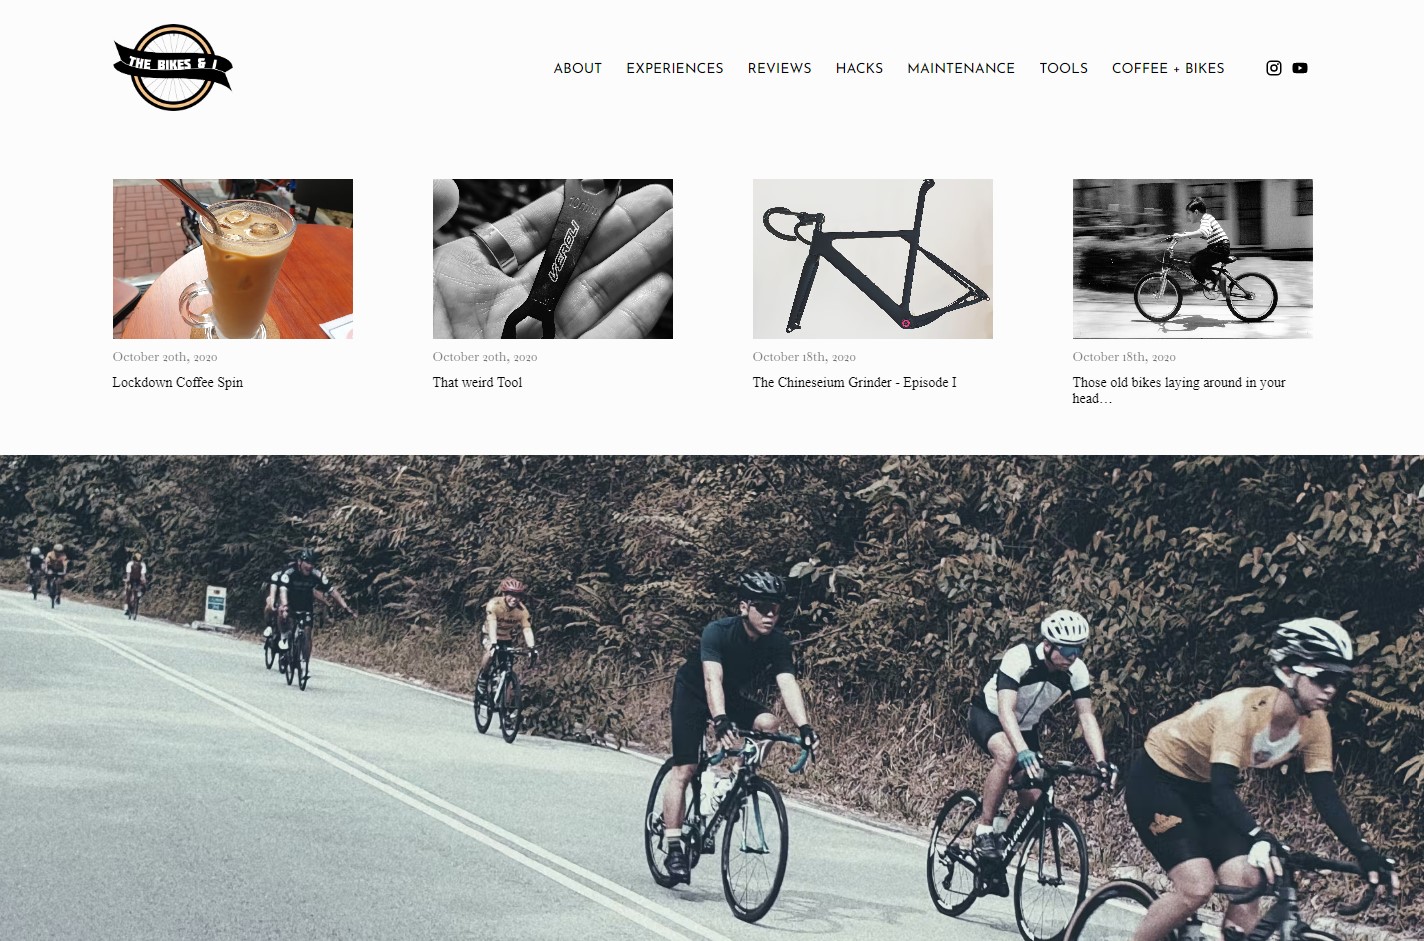 THE BIKES & I
ABOUT EXPERIENCES REVIEWS HACKS MAINTENANCE TOOLS COFFEE + BIKES
VERGLI
October 20th, 2020
Lockdown Coffee Spin
October 20th, 2020
That weird Tool
October 18th, 2020
The Chineseium Grinder - Episode I
October 18th, 2020
Those old bikes laying around in your
head...